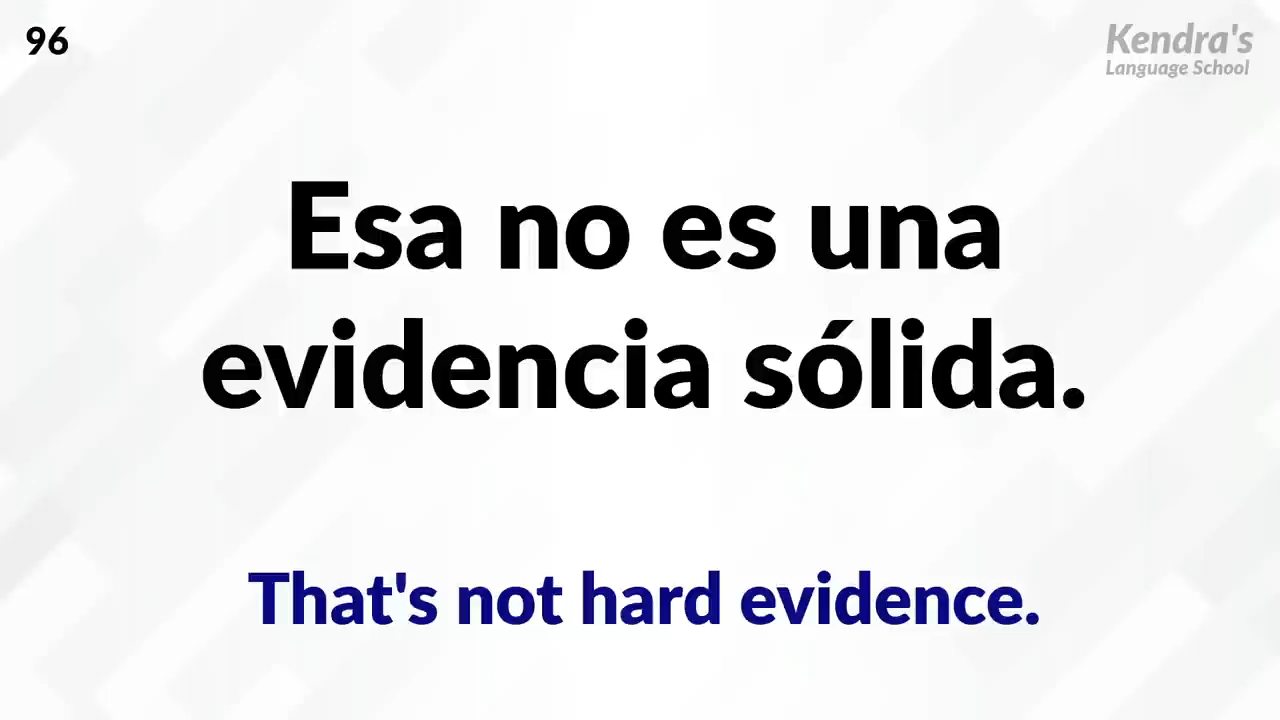 96
Kendra's
Language School
Esa no es una
evidencia sólida.
That's not hard evidence.